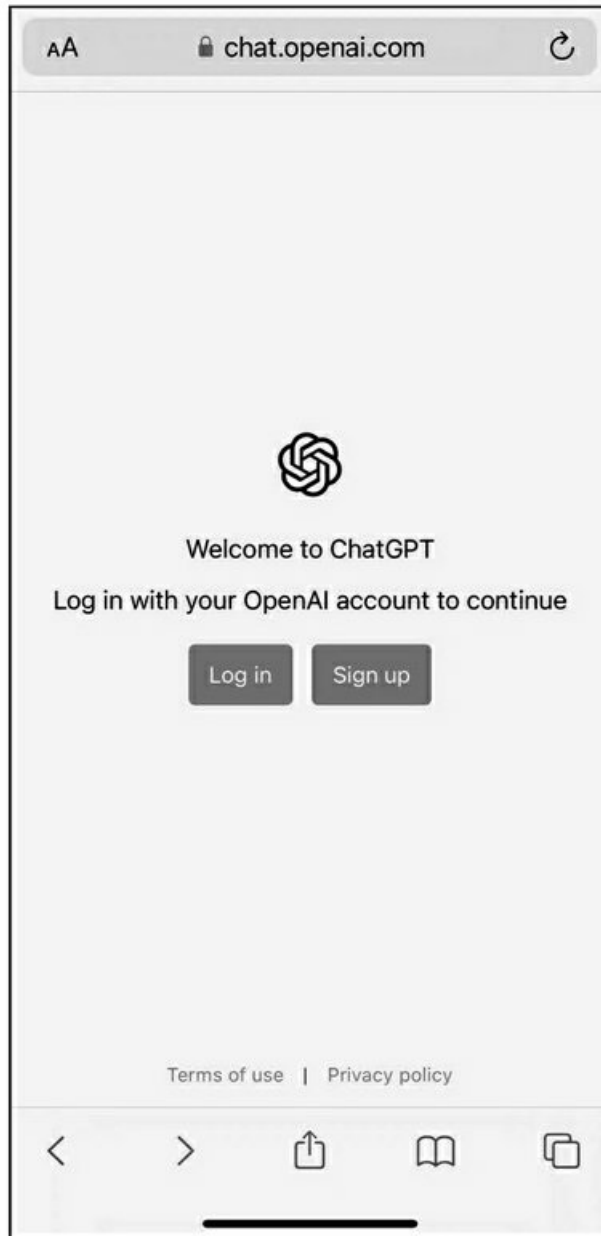 AA chat.openai.com
Welcome to ChatGPT
Log in with your OpenAI account to continue
Log in Sign up
Terms of use | Privacy policy